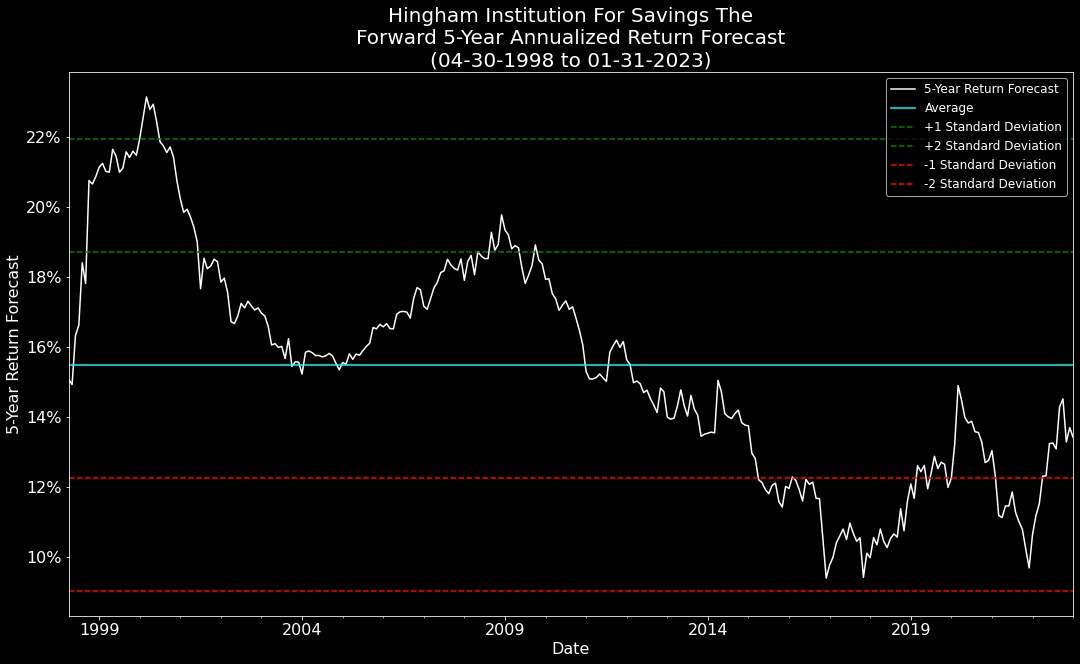 Hingham Institution For Savings The
Forward 5-Year Annualized Return Forecast
(04-30-1998 to 01-31-2023)
5-Year Return Forecast
Average
+1 Standard Deviation
+2 Standard Deviation
-1 Standard Deviation
-2 Standard Deviation
5-Year Return Forecast
22%
20%
18%
16%
14%
12%
10%
1999 2004 2009 2014 2019
Date